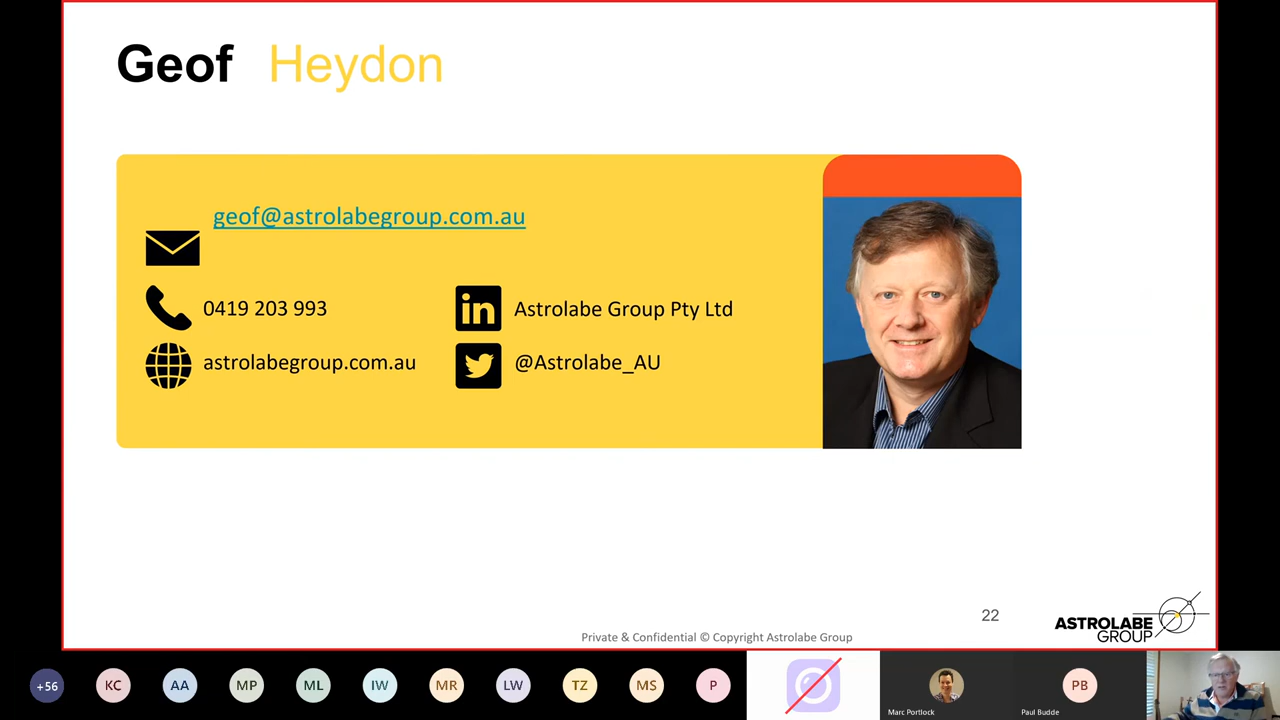 Geof Heydon
geof@astrolabegroup.com.au
0419 203 993
in Astrolabe Group Pty Ltd
astrolabegroup.com.au
@Astrolabe_AU
22
Private & Confidential © Copyright Astrolabe Group
ASTROLABE
GROUP
+56 KC AA MP ML IW MR LW TZ MS P PB
Marc Portlock
Paul Budde